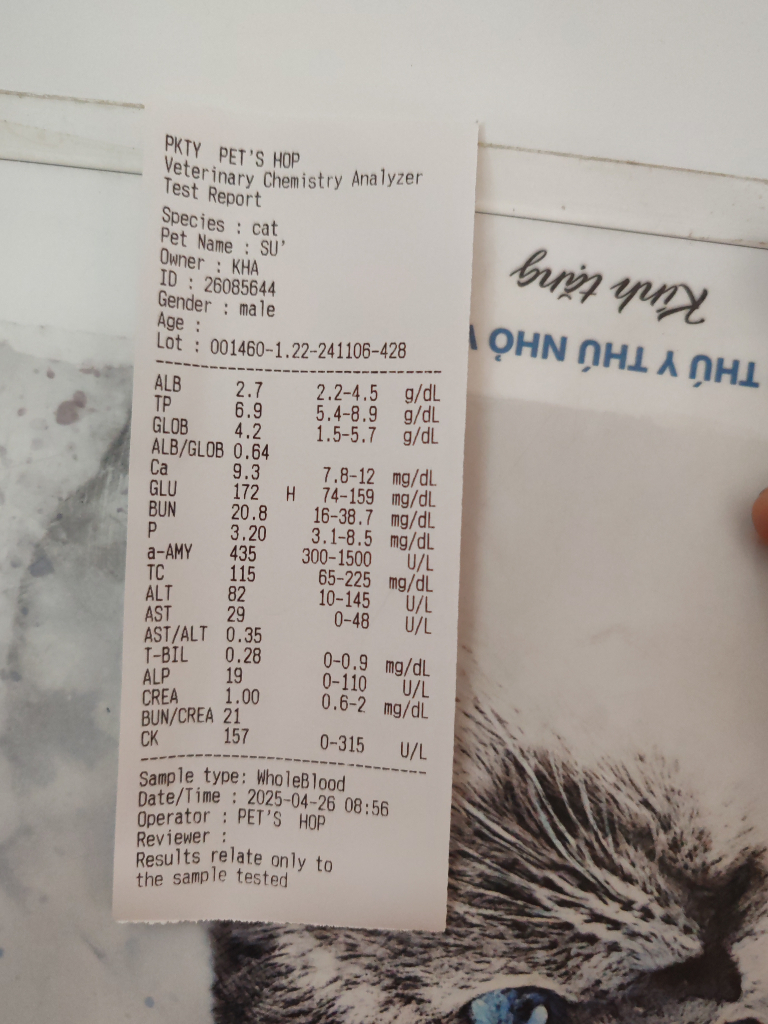 PKTY PET'S HOP
Veterinary Chemistry Analyzer
Test Report
Species : cat
Pet Name : SU'
Owner : KHA
ID : 26085644
Gender : male
Age :
Lot : 001460-1.22-241106-428
ALB 2.7 2.2-4.5 g/dL
TP 6.9 5.4-8.9 g/dL
GLOB 4.2 1.5-5.7 g/dL
ALB/GLOB 0.64
Ca 9.3 7.8-12 mg/dL
GLU 172 H 74-159 mg/dL
BUN 20.8 16-38.7 mg/dL
P 3.20 3.1-8.5 mg/dL
a-AMY 435 300-1500 U/L
TC 115 65-225 mg/dL
ALT 82 10-145 U/L
AST 29 0-48 U/L
AST/ALT 0.35
T-BIL 0.28 0-0.9 mg/dL
ALP 19 0-110 U/L
CREA 1.00 0.6-2 mg/dL
BUN/CREA 21
CK 157 0-315 U/L
Sample type: WholeBlood
Date/Time : 2025-04-26 08:56
Operator : PET'S HOP
Reviewer :
Results relate only to
the sample tested
Kính tặng
THÚ Y THÚ NHỎ